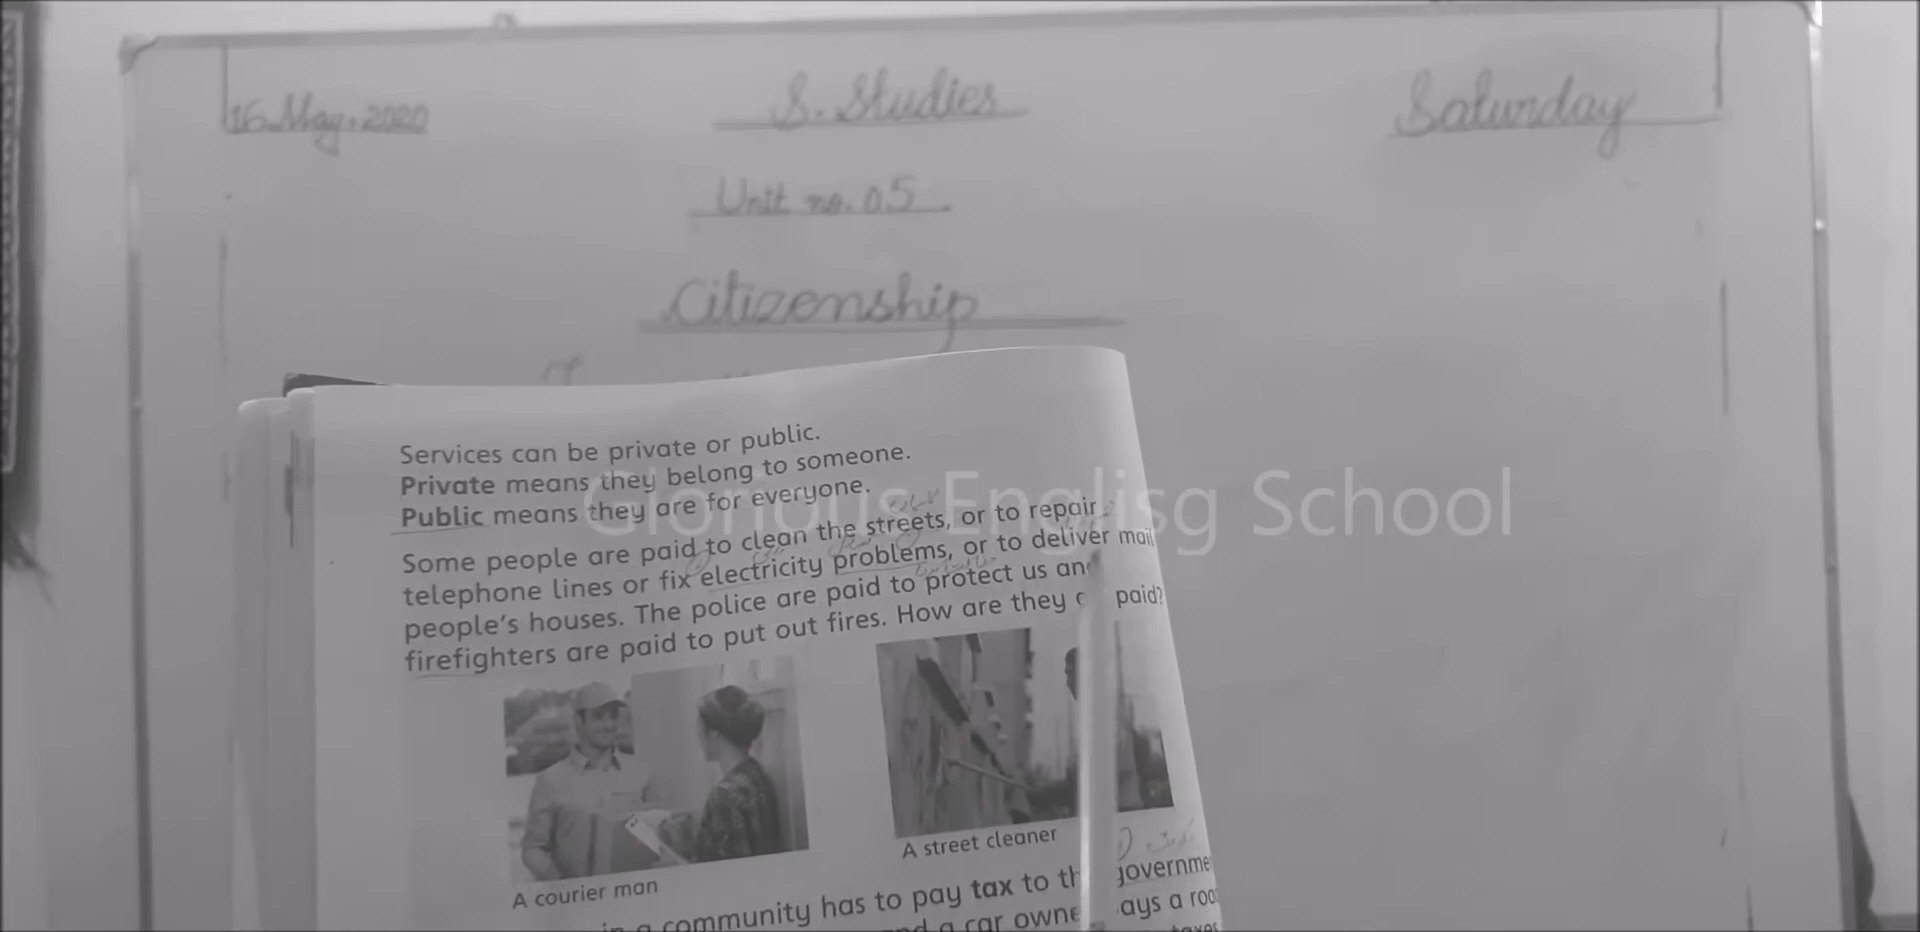 16 May. 2020
S. Studies
Saturday
Unit no. 05
Citizenship
Glorious Englisg School
Services can be private or public.
Private means they belong to someone.
Public means they are for everyone.
Some people are paid to clean the streets, or to repair
telephone lines or fix electricity problems, or to deliver mail
people's houses. The police are paid to protect us and
firefighters are paid to put out fires. How are they paid?
A courier man
A street cleaner
in a community has to pay tax to the governme
a car owne ays a roa
taxes